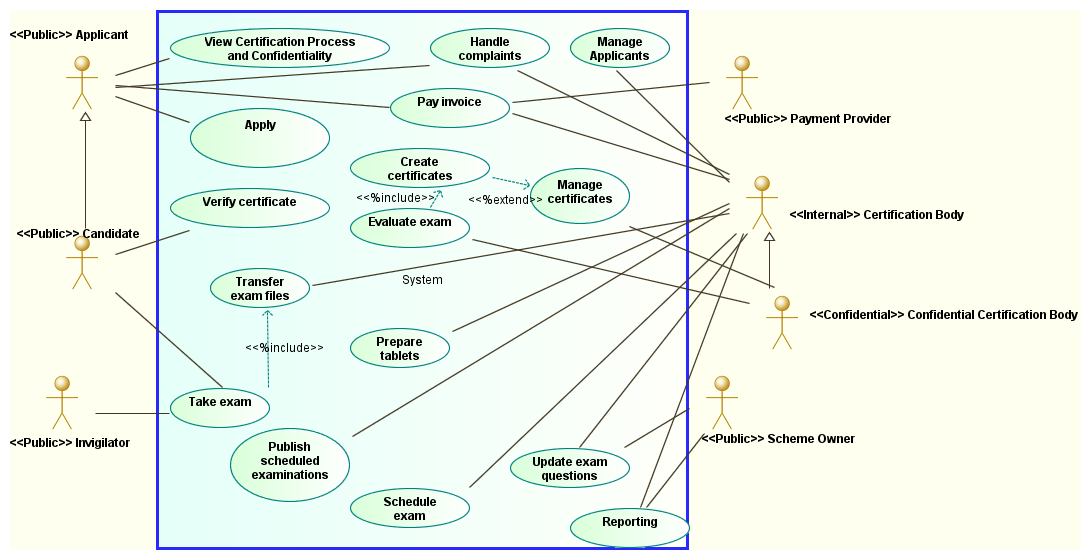 <<Public>> Applicant
View Certification Process
and Confidentiality
Handle
complaints
Manage
Applicants
Pay invoice
<<Public>> Payment Provider
Apply
Create
certificates
<<%include>>
<<%extend>>
Manage
certificates
Verify certificate
Evaluate exam
<<Internal>> Certification Body
<<Public>> Candidate
Transfer
exam files
System
<<Confidential>> Confidential Certification Body
<<%include>>
Prepare
tablets
Take exam
<<Public>> Invigilator
<<Public>> Scheme Owner
Publish
scheduled
examinations
Update exam
questions
Schedule
exam
Reporting